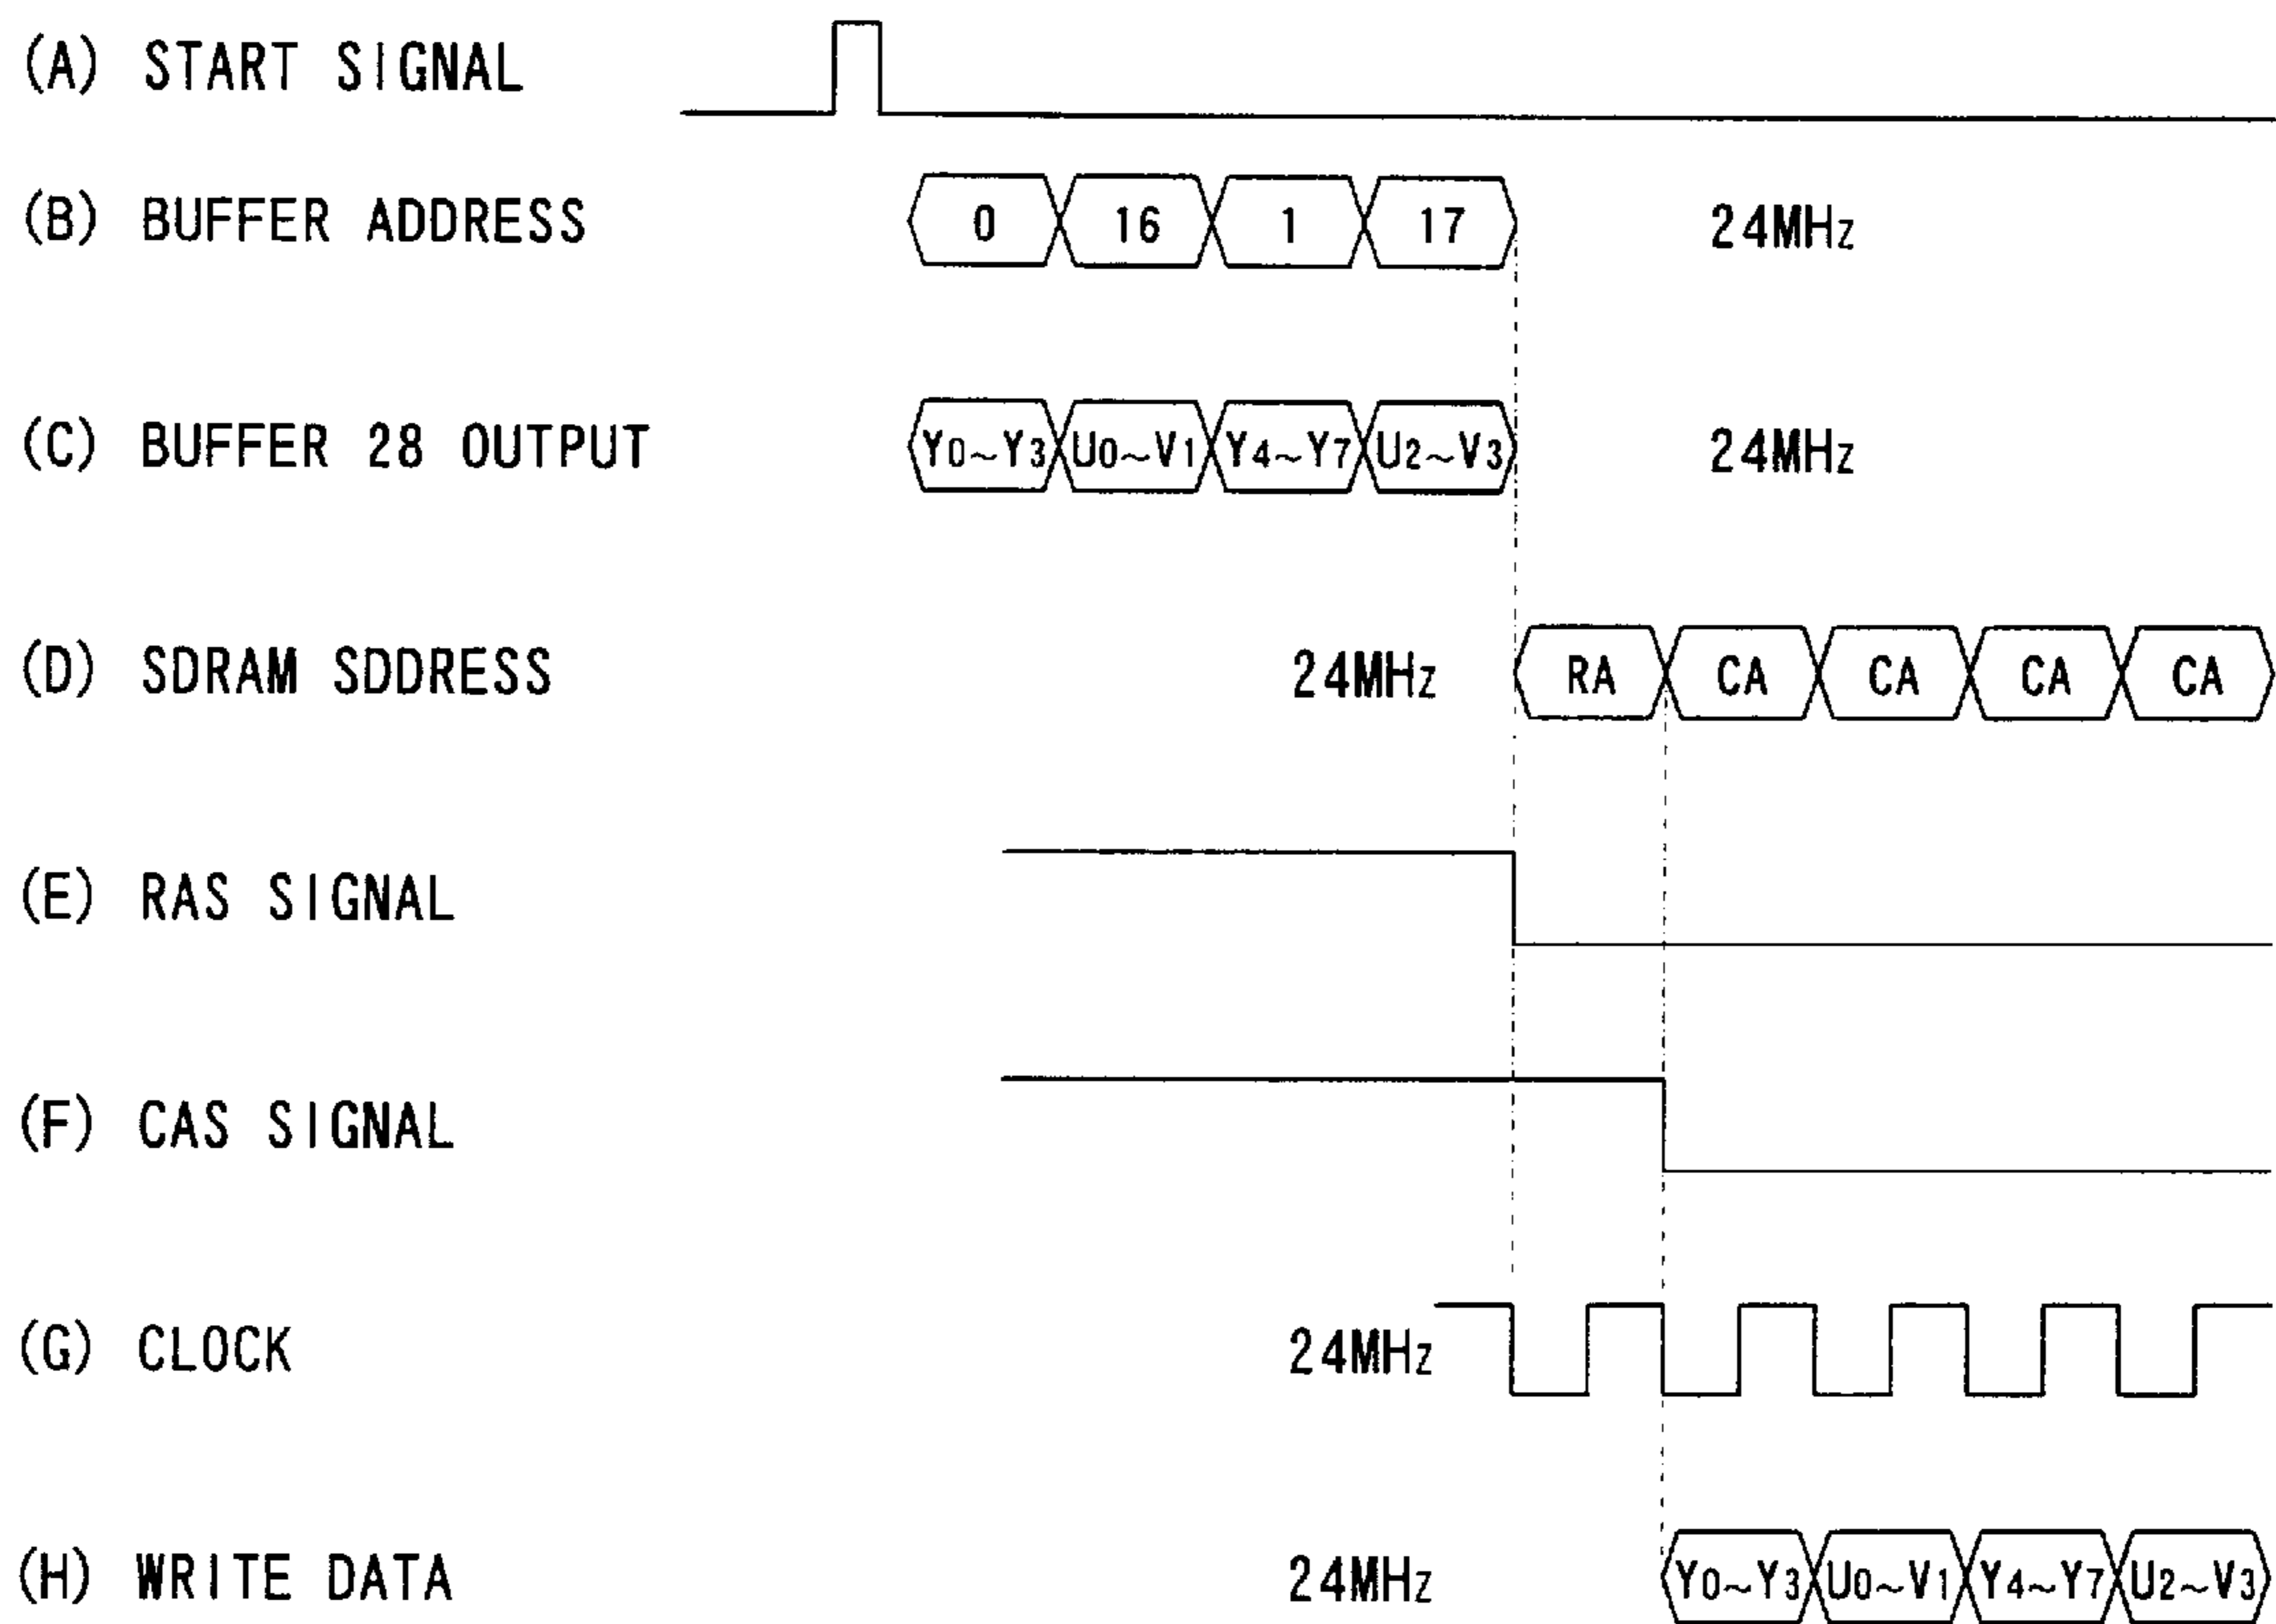 (A) START SIGNAL
(B) BUFFER ADDRESS 0 16 1 17 24MHz
(C) BUFFER 28 OUTPUT Y0~Y3 U0~V1 Y4~Y7 U2~V3 24MHz
(D) SDRAM SDDRESS 24MHz RA CA CA CA CA
(E) RAS SIGNAL
(F) CAS SIGNAL
(G) CLOCK 24MHz
(H) WRITE DATA 24MHz Y0~Y3 U0~V1 Y4~Y7 U2~V3